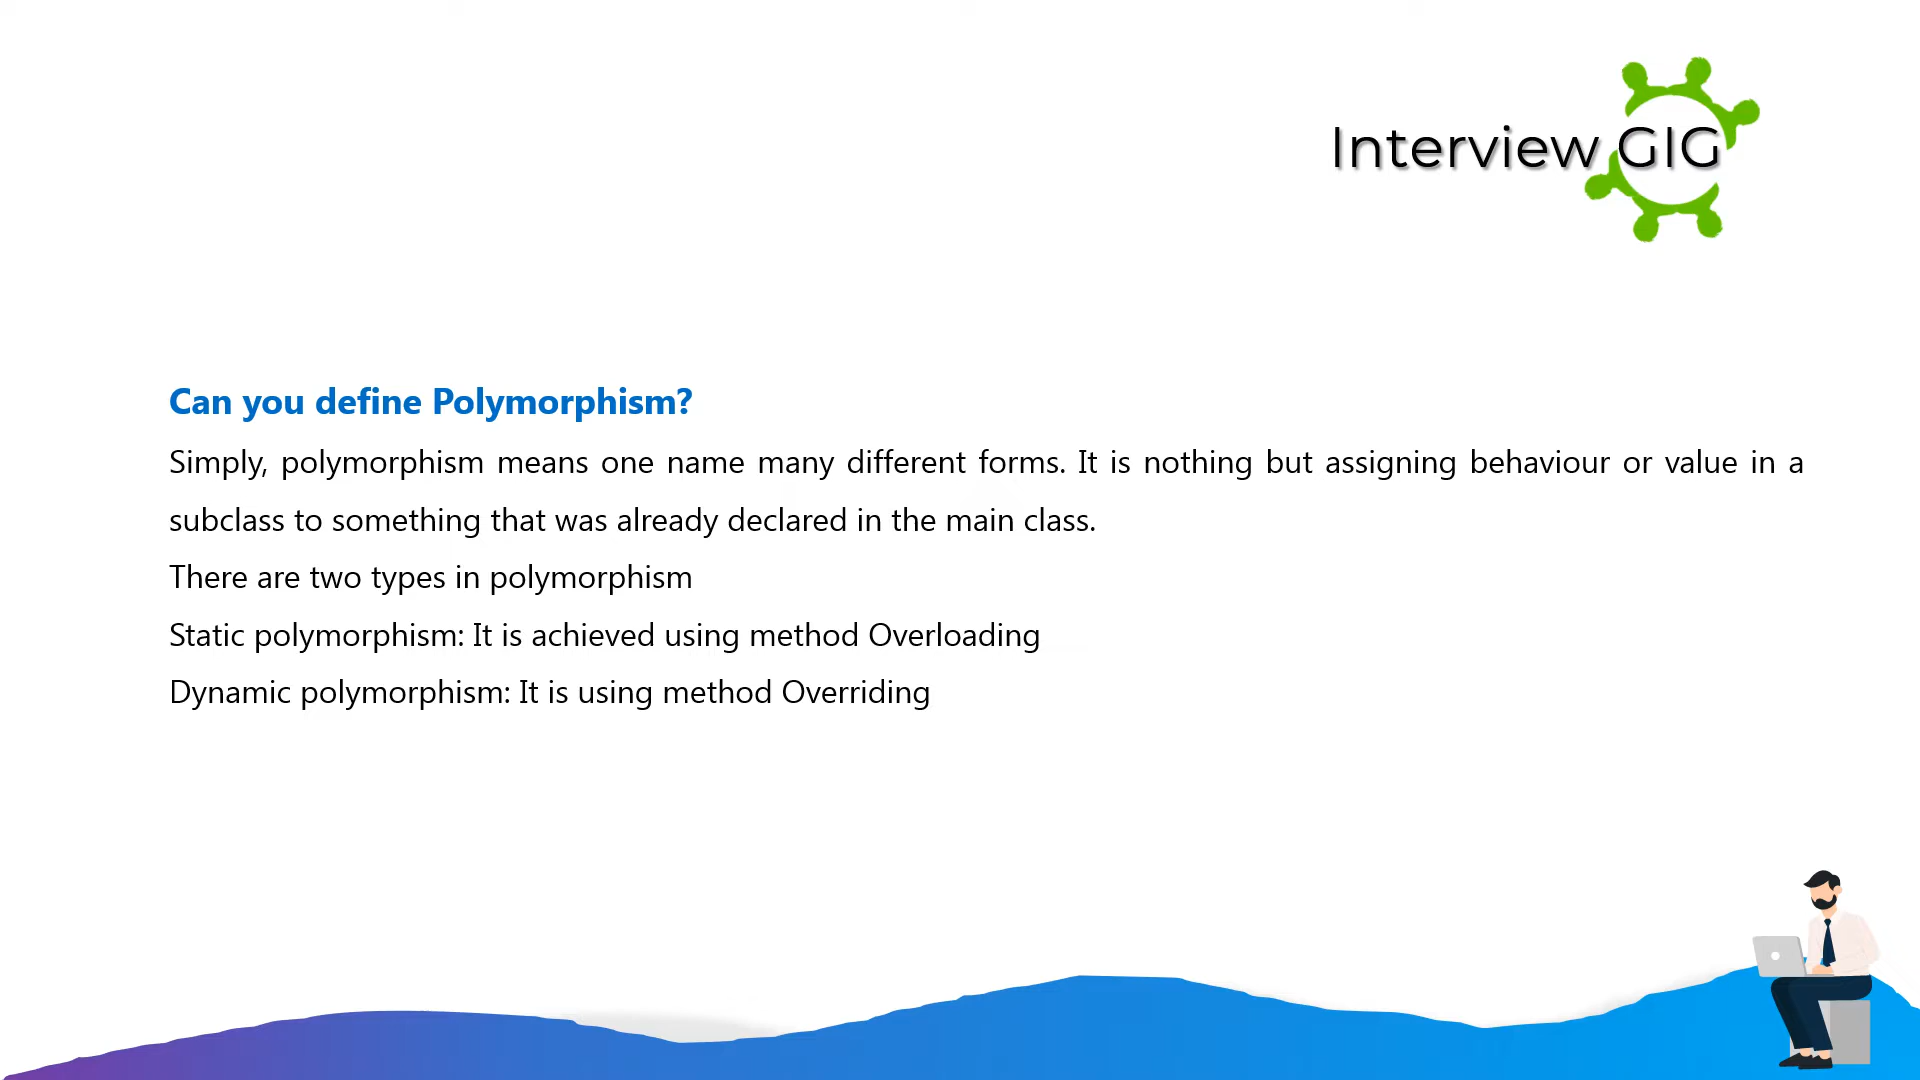 Interview GIG
Can you define Polymorphism?
Simply, polymorphism means one name many different forms. It is nothing but assigning behaviour or value in a
subclass to something that was already declared in the main class.
There are two types in polymorphism
Static polymorphism: It is achieved using method Overloading
Dynamic polymorphism: It is using method Overriding